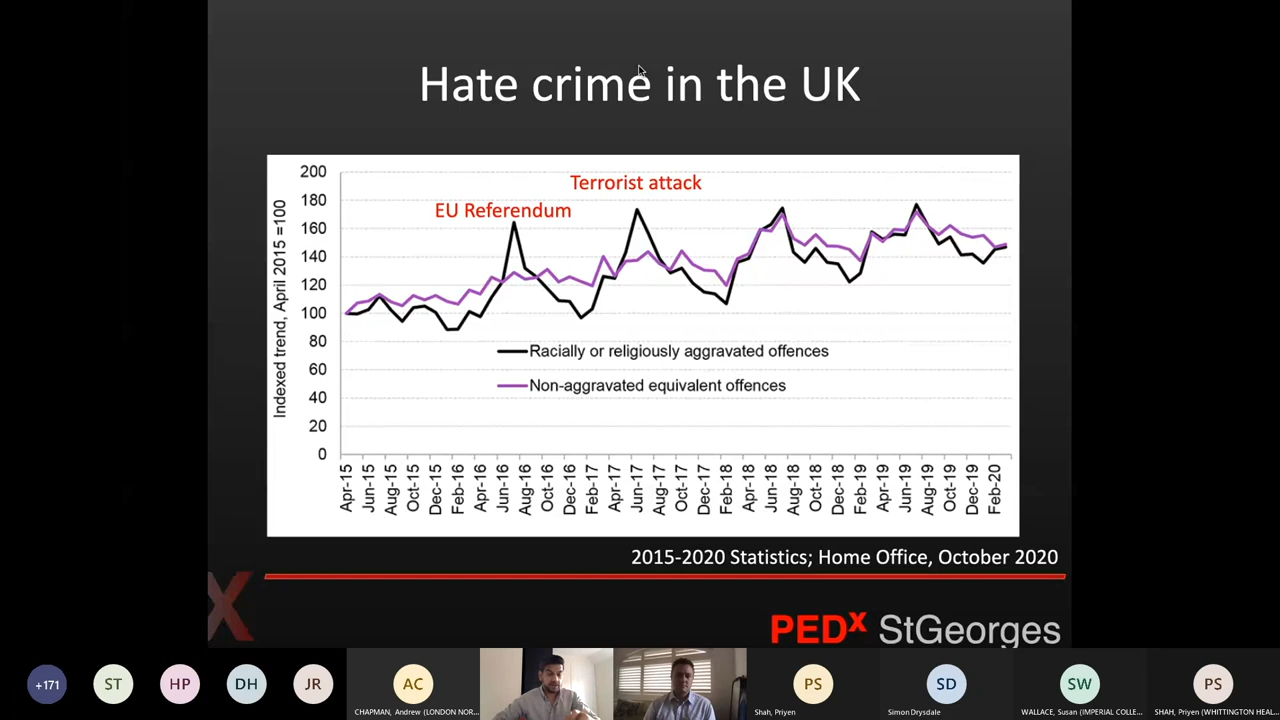 Hate crime in the UK
200
180
160
140
120
100
80
60
40
20
0
Indexed trend, April 2015 =100
Terrorist attack
EU Referendum
Racially or religiously aggravated offences
Non-aggravated equivalent offences
Apr-15
Jun-15
Aug-15
Oct-15
Dec-15
Feb-16
Apr-16
Jun-16
Aug-16
Oct-16
Dec-16
Feb-17
Apr-17
Jun-17
Aug-17
Oct-17
Dec-17
Feb-18
Apr-18
Jun-18
Aug-18
Oct-18
Dec-18
Feb-19
Apr-19
Jun-19
Aug-19
Oct-19
Dec-19
Feb-20
2015-2020 Statistics; Home Office, October 2020
X
PEDx StGeorges
+171
ST
HP
DH
JR
AC
PS
SD
SW
PS
CHAPMAN, Andrew (LONDON NOR...
Shah, Priyen
Simon Drysdale
WALLACE, Susan (IMPERIAL COLLE...
SHAH, Priyen (WHITTINGTON HEAL...